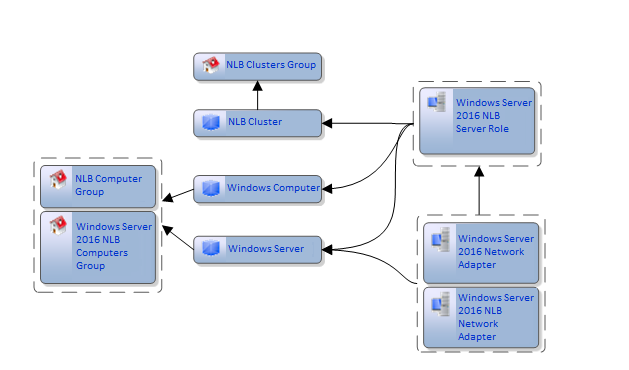 NLB Clusters Group
NLB Cluster
Windows Server
2016 NLB
Server Role
NLB Computer
Group
Windows Computer
Windows Server
2016 NLB
Computers
Group
Windows Server
Windows Server
2016 Network
Adapter
Windows Server
2016 NLB
Network
Adapter